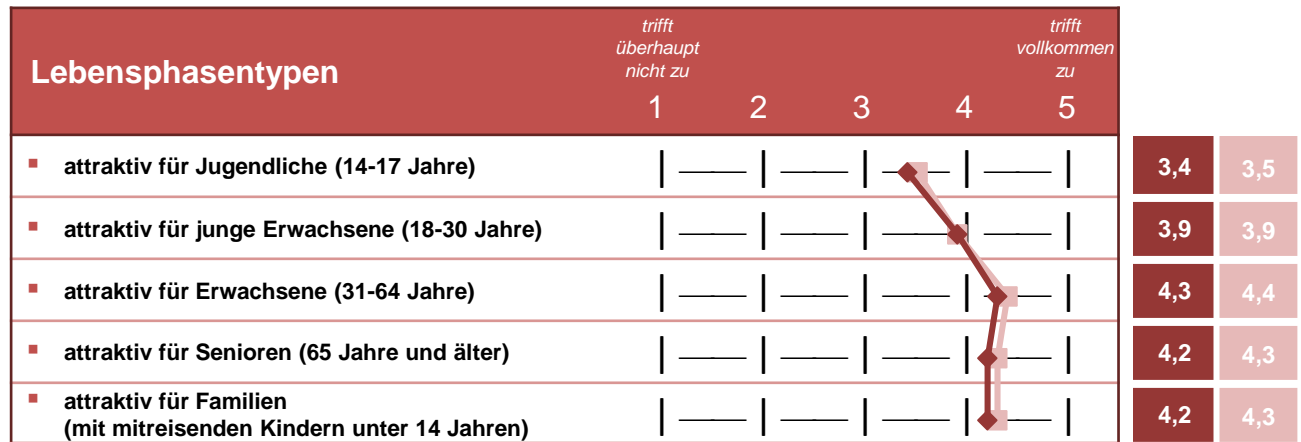 Lebensphasentypen
trifft
überhaupt
nicht zu
trifft
vollkommen
zu
1 2 3 4 5
attraktiv für Jugendliche (14-17 Jahre) 3,4 3,5
attraktiv für junge Erwachsene (18-30 Jahre) 3,9 3,9
attraktiv für Erwachsene (31-64 Jahre) 4,3 4,4
attraktiv für Senioren (65 Jahre und älter) 4,2 4,3
attraktiv für Familien
(mit mitreisenden Kindern unter 14 Jahren) 4,2 4,3